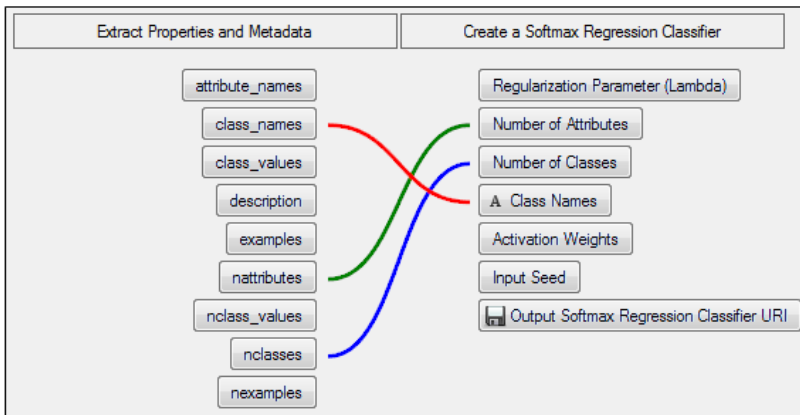 Extract Properties and Metadata
Create a Softmax Regression Classifier
attribute_names
class_names
class_values
description
examples
nattributes
nclass_values
nclasses
nexamples
Regularization Parameter (Lambda)
Number of Attributes
Number of Classes
A Class Names
Activation Weights
Input Seed
Output Softmax Regression Classifier URI